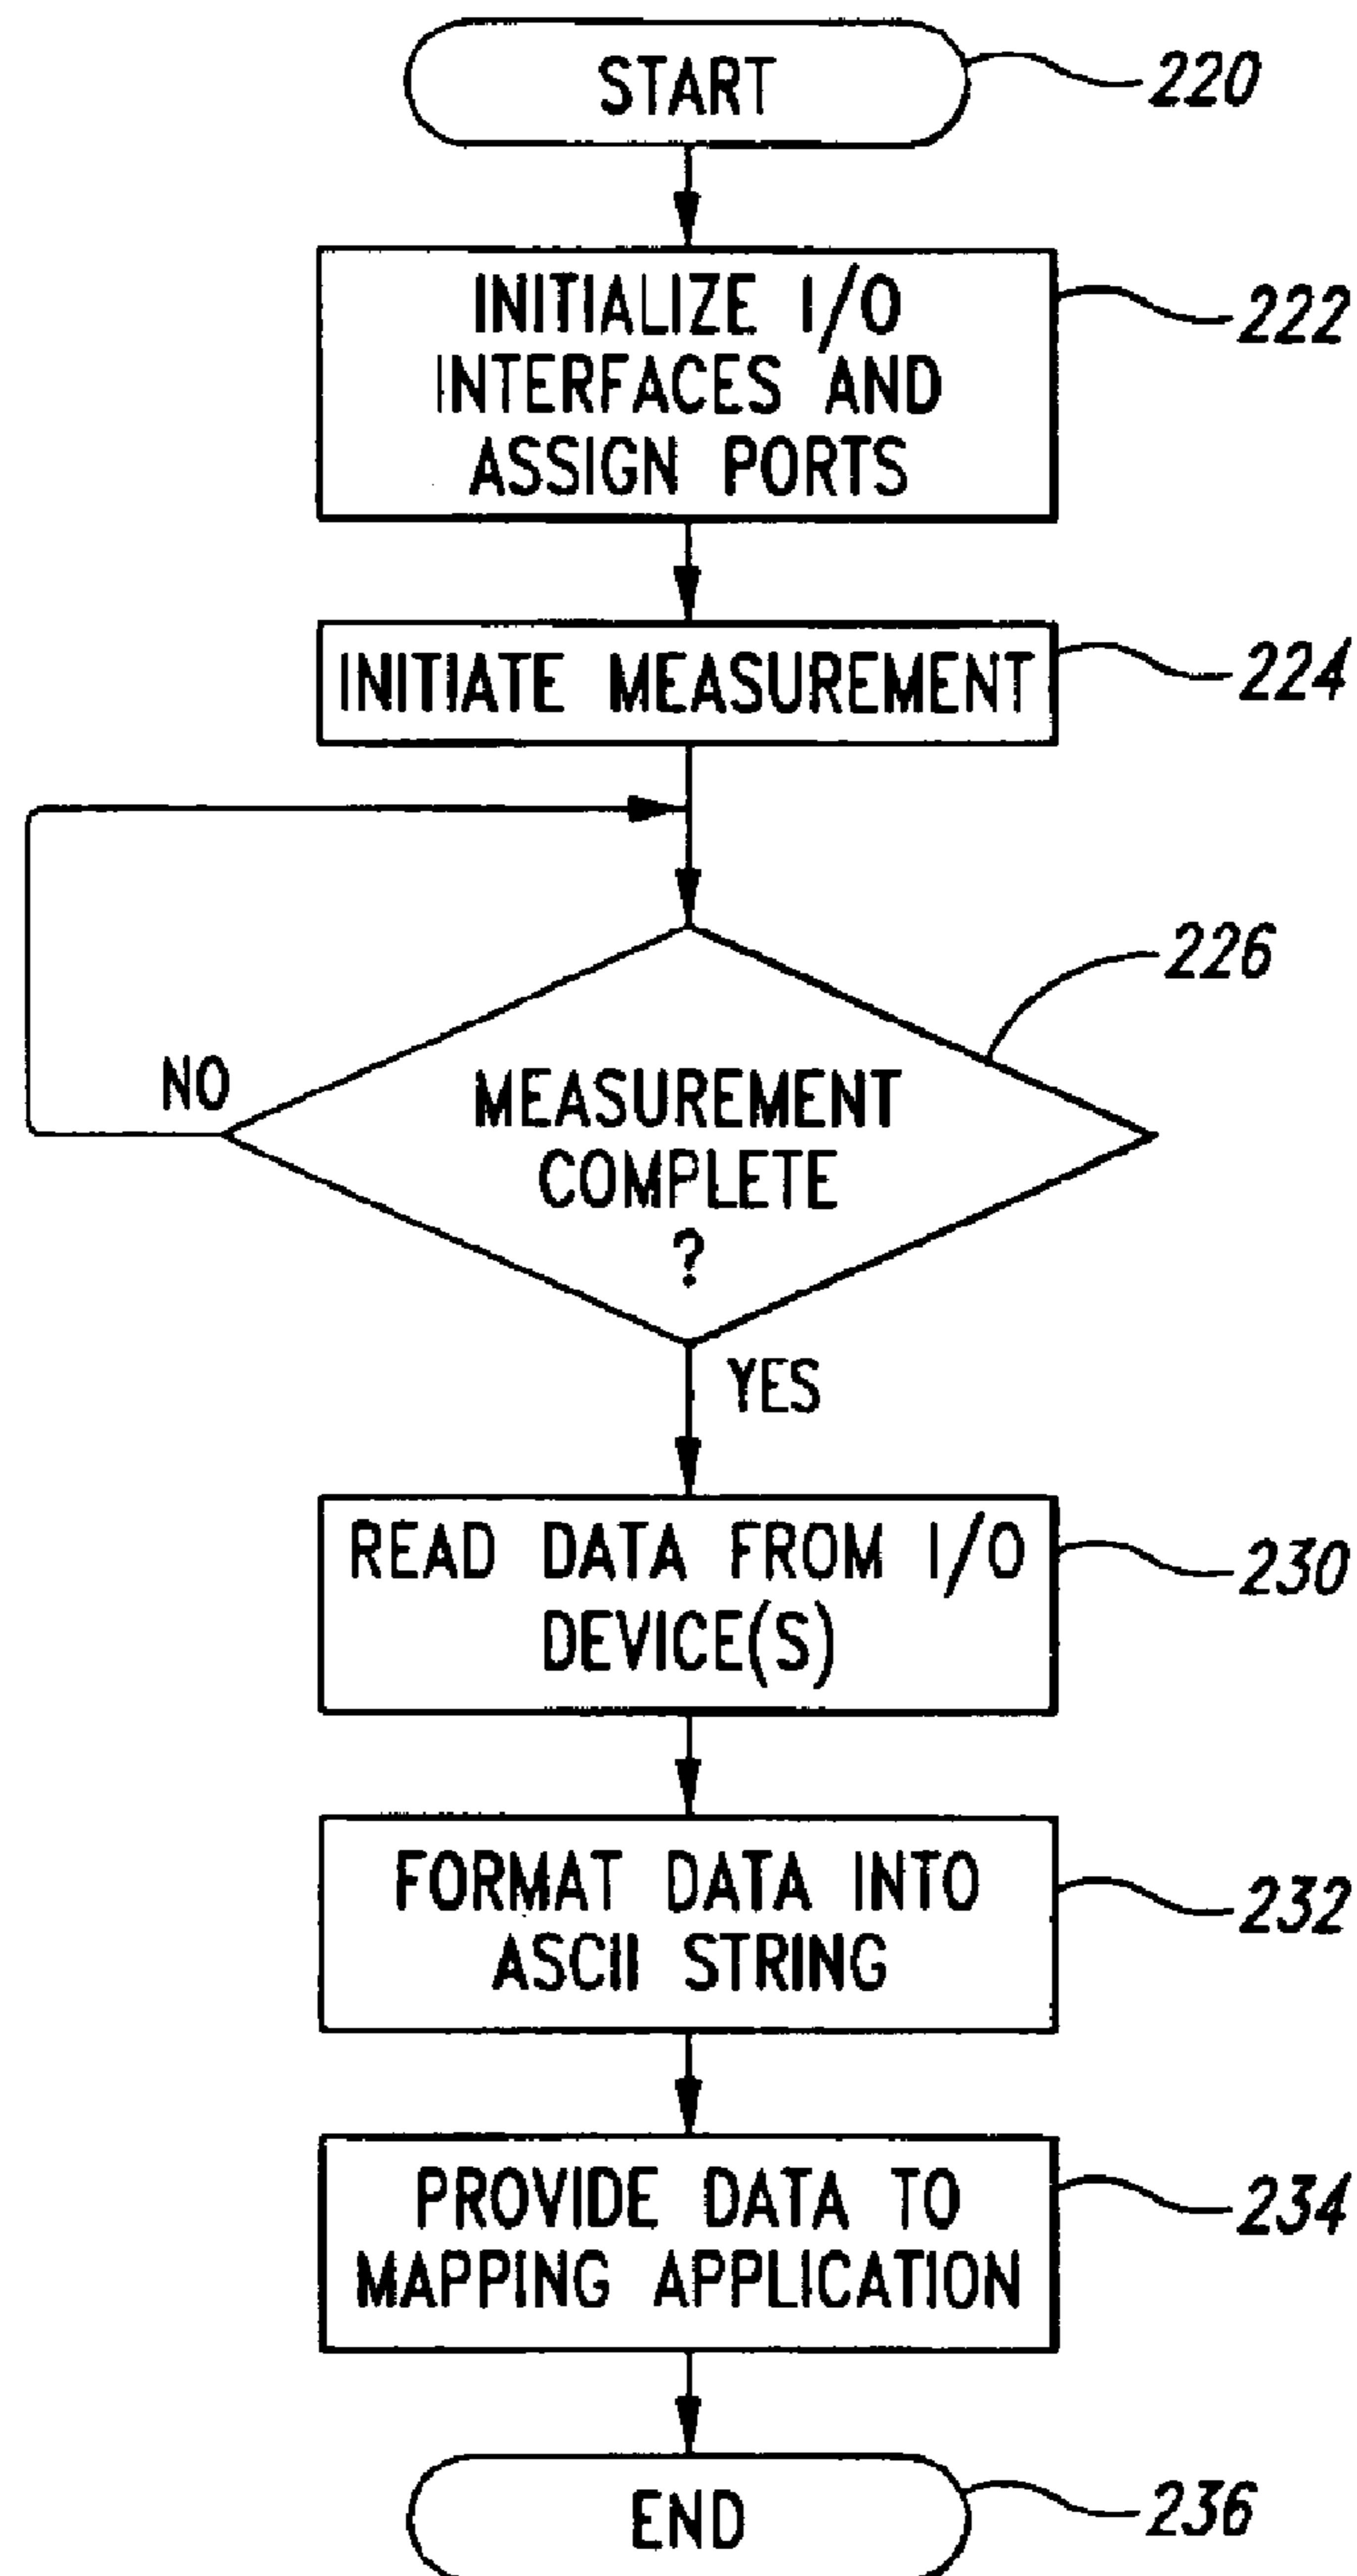 START
220
INITIALIZE I/O
INTERFACES AND
ASSIGN PORTS
222
INITIATE MEASUREMENT
224
226
NO
MEASUREMENT
COMPLETE
?
YES
READ DATA FROM I/O
DEVICE(S)
230
FORMAT DATA INTO
ASCII STRING
232
PROVIDE DATA TO
MAPPING APPLICATION
234
END
236